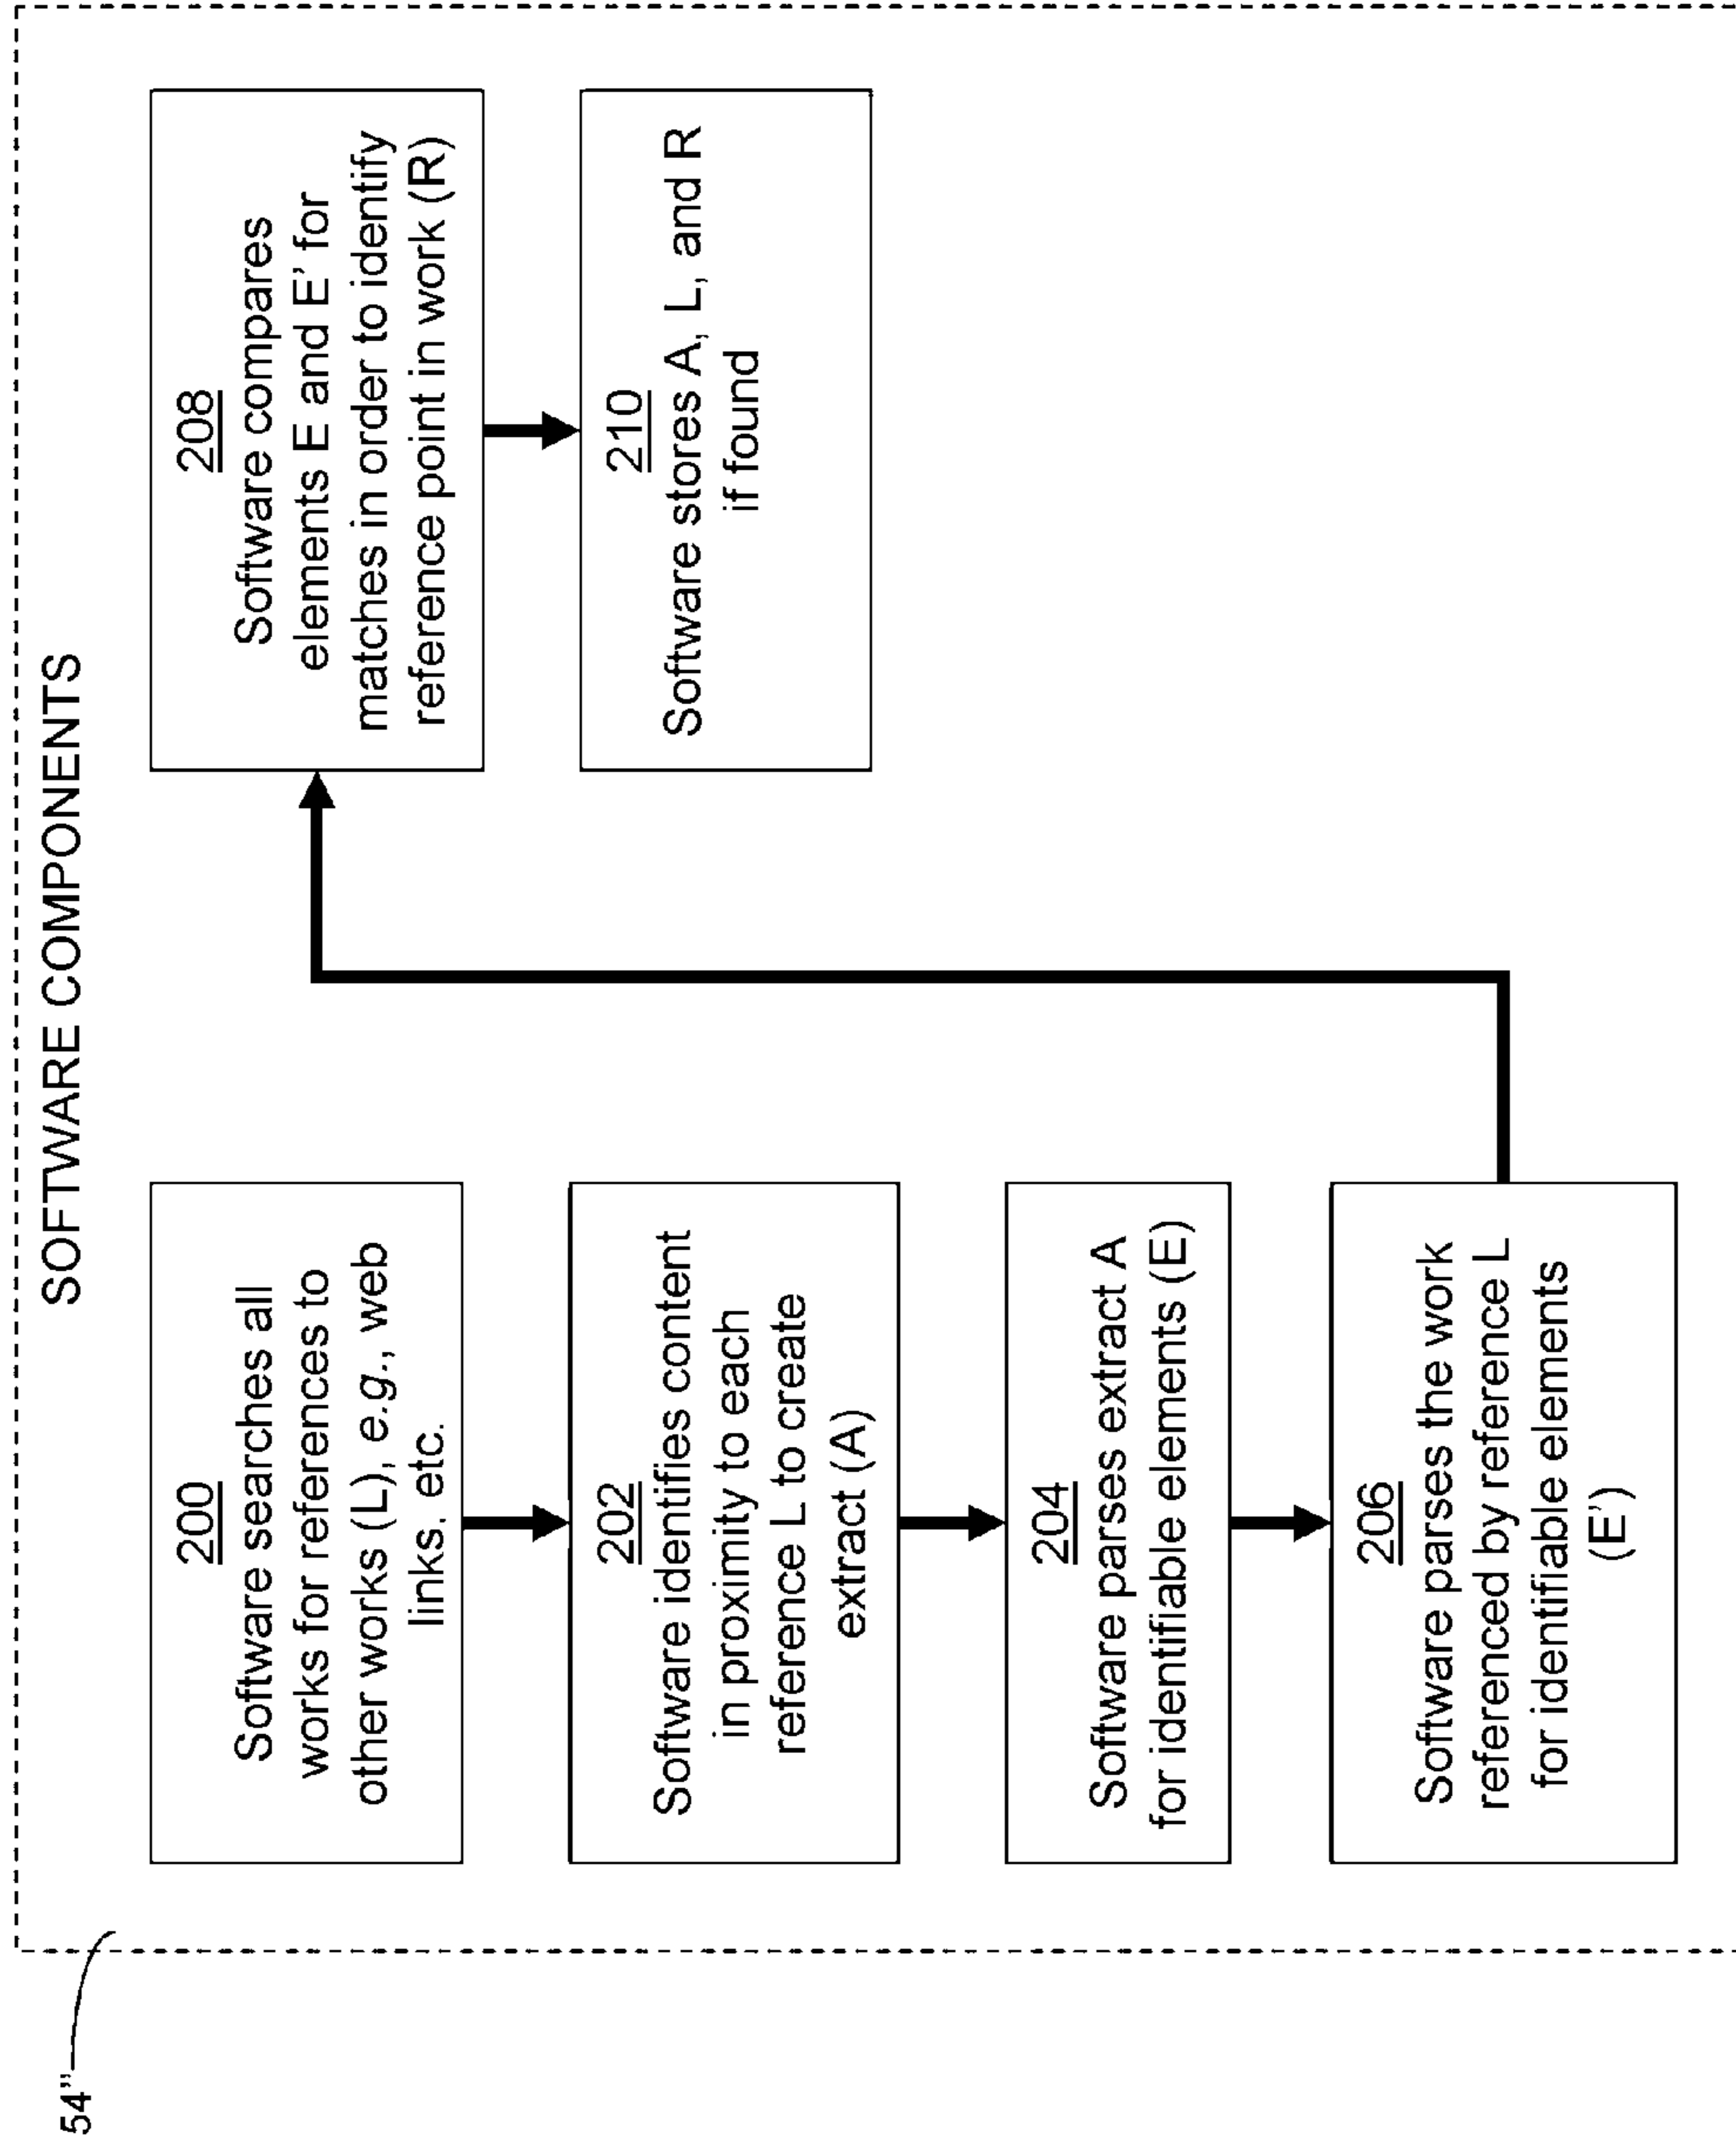 54”
SOFTWARE COMPONENTS
200
Software searches all
works for references to
other works (L), e.g., web
links. etc.
202
Software identifies content
in proximity to each
reference L to create
extract (A)
204
Software parses extract A
for identifiable elements (E)
206
Software parses the work
referenced by reference L
for identifiable elements
(E’)
208
Software compares
elements E and E’ for
matches in order to identify
reference point in work (R)
210
Software stores A, L, and R
if found